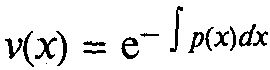 v(x) = e^{- ∫ p(x)dx}